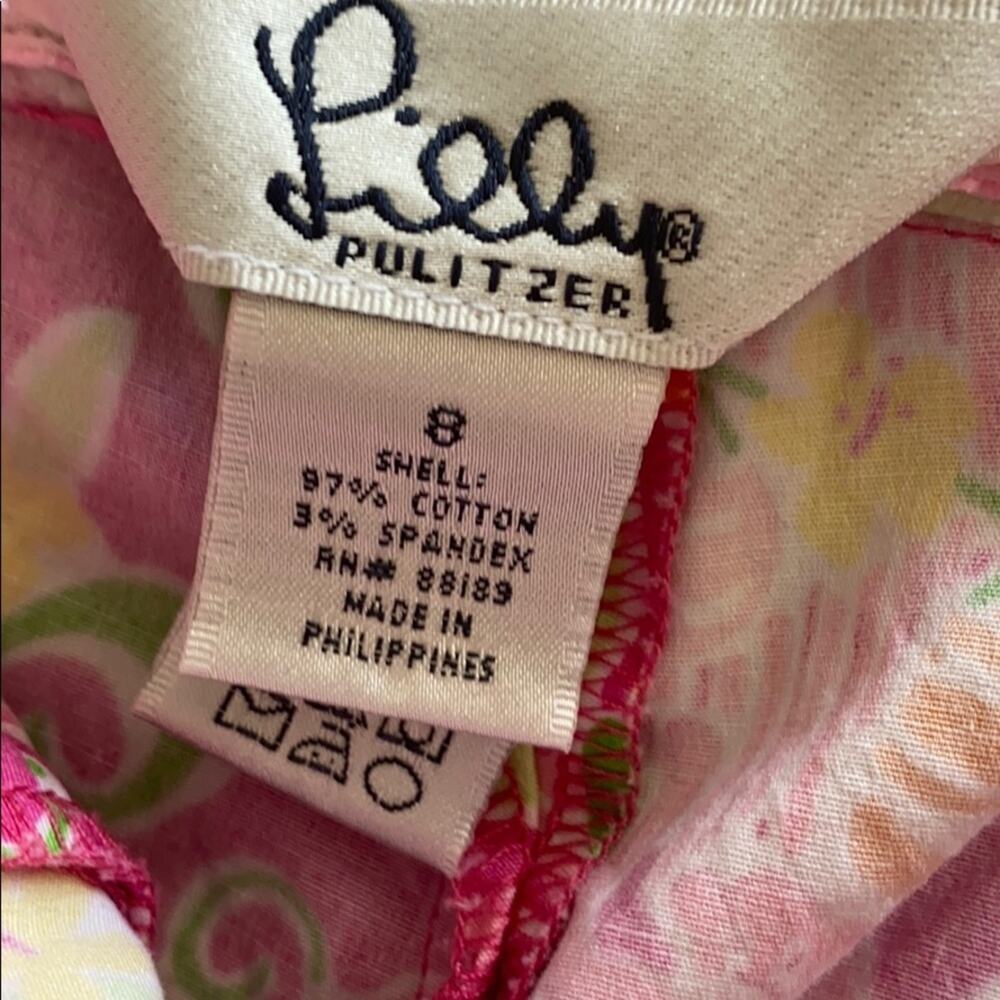 Lilly®
PULITZER
8
SHELL:
97% COTTON
3% SPANDEX
RN# 88189
MADE IN
PHILIPPINES